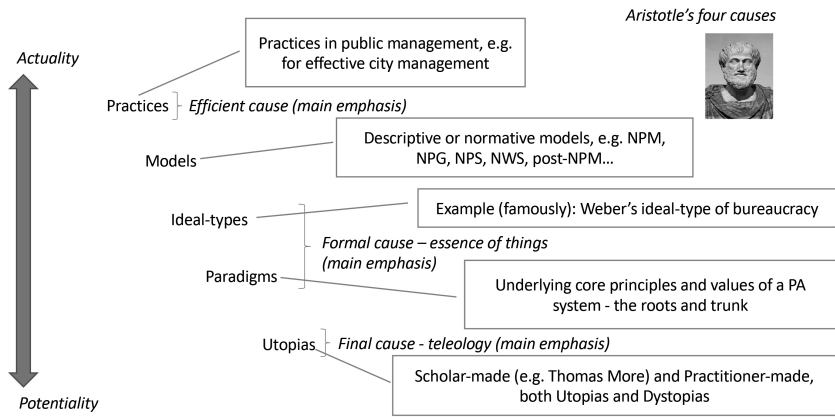 Aristotle’s four causes
Actuality
Practices in public management, e.g.
for effective city management
Practices
Efficient cause (main emphasis)
Descriptive or normative models, e.g. NPM,
NPG, NPS, NWS, post-NPM…
Models
Example (famously): Weber’s ideal-type of bureaucracy
Ideal-types
Formal cause – essence of things
(main emphasis)
Paradigms
Underlying core principles and values of a PA
system - the roots and trunk
Utopias
Final cause - teleology (main emphasis)
Scholar-made (e.g. Thomas More) and Practitioner-made,
both Utopias and Dystopias
Potentiality